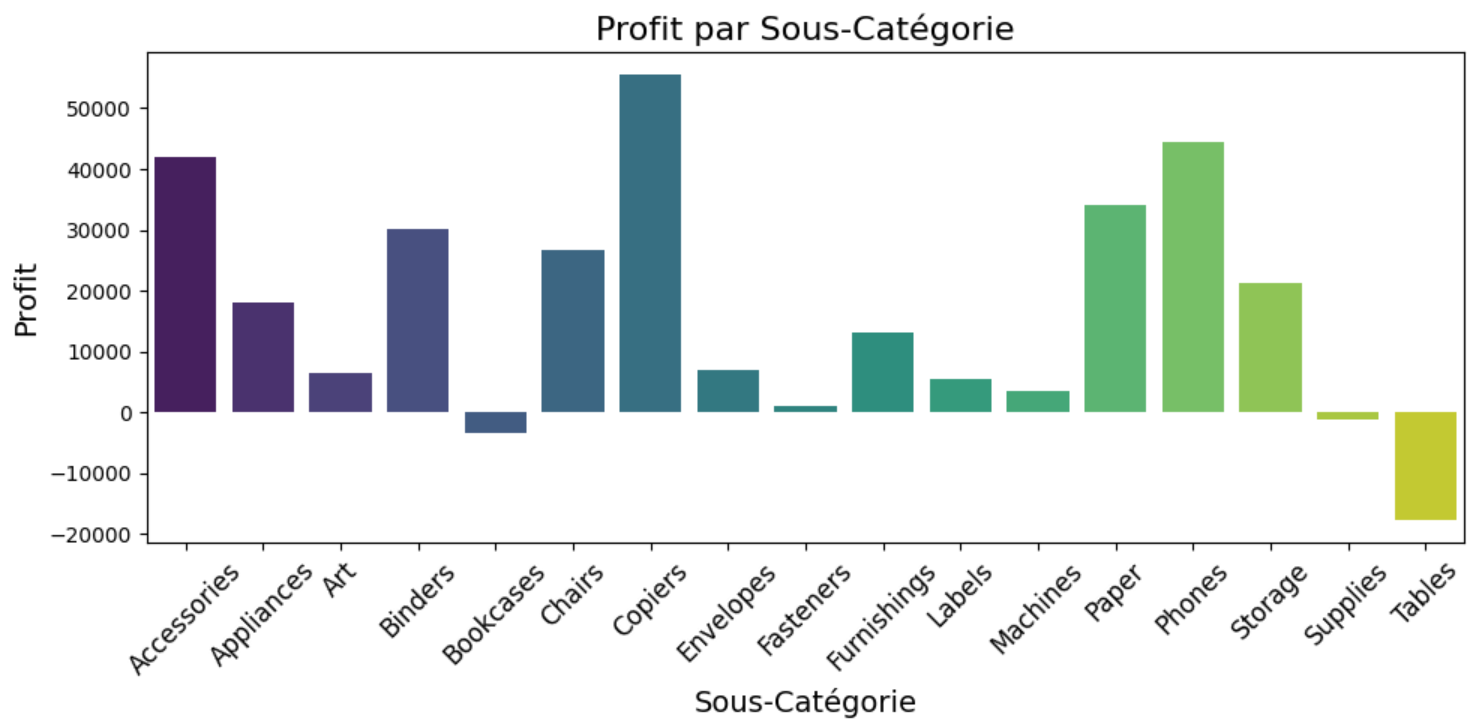 Profit par Sous-Catégorie
Profit
50000
40000
30000
20000
10000
0
−10000
−20000
Accessories
Appliances
Art
Binders
Bookcases
Chairs
Copiers
Envelopes
Fasteners
Furnishings
Labels
Machines
Paper
Phones
Storage
Supplies
Tables
Sous-Catégorie